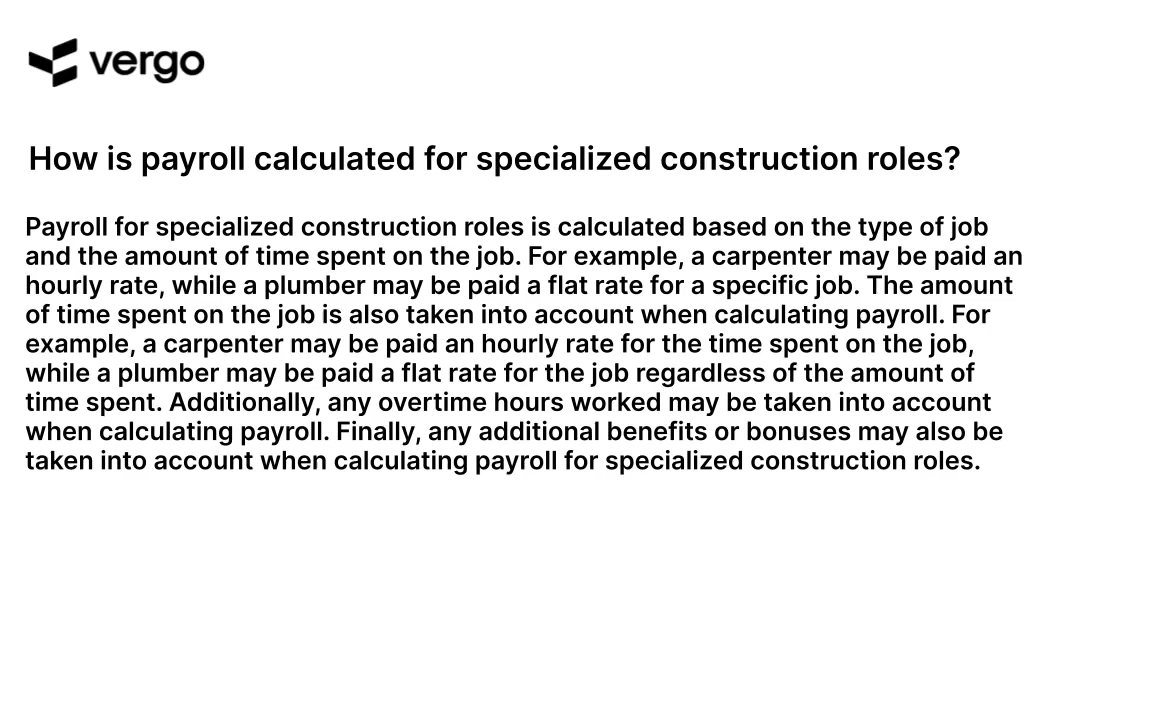 vergo
How is payroll calculated for specialized construction roles?
Payroll for specialized construction roles is calculated based on the type of job
and the amount of time spent on the job. For example, a carpenter may be paid an
hourly rate, while a plumber may be paid a flat rate for a specific job. The amount
of time spent on the job is also taken into account when calculating payroll. For
example, a carpenter may be paid an hourly rate for the time spent on the job,
while a plumber may be paid a flat rate for the job regardless of the amount of
time spent. Additionally, any overtime hours worked may be taken into account
when calculating payroll. Finally, any additional benefits or bonuses may also be
taken into account when calculating payroll for specialized construction roles.